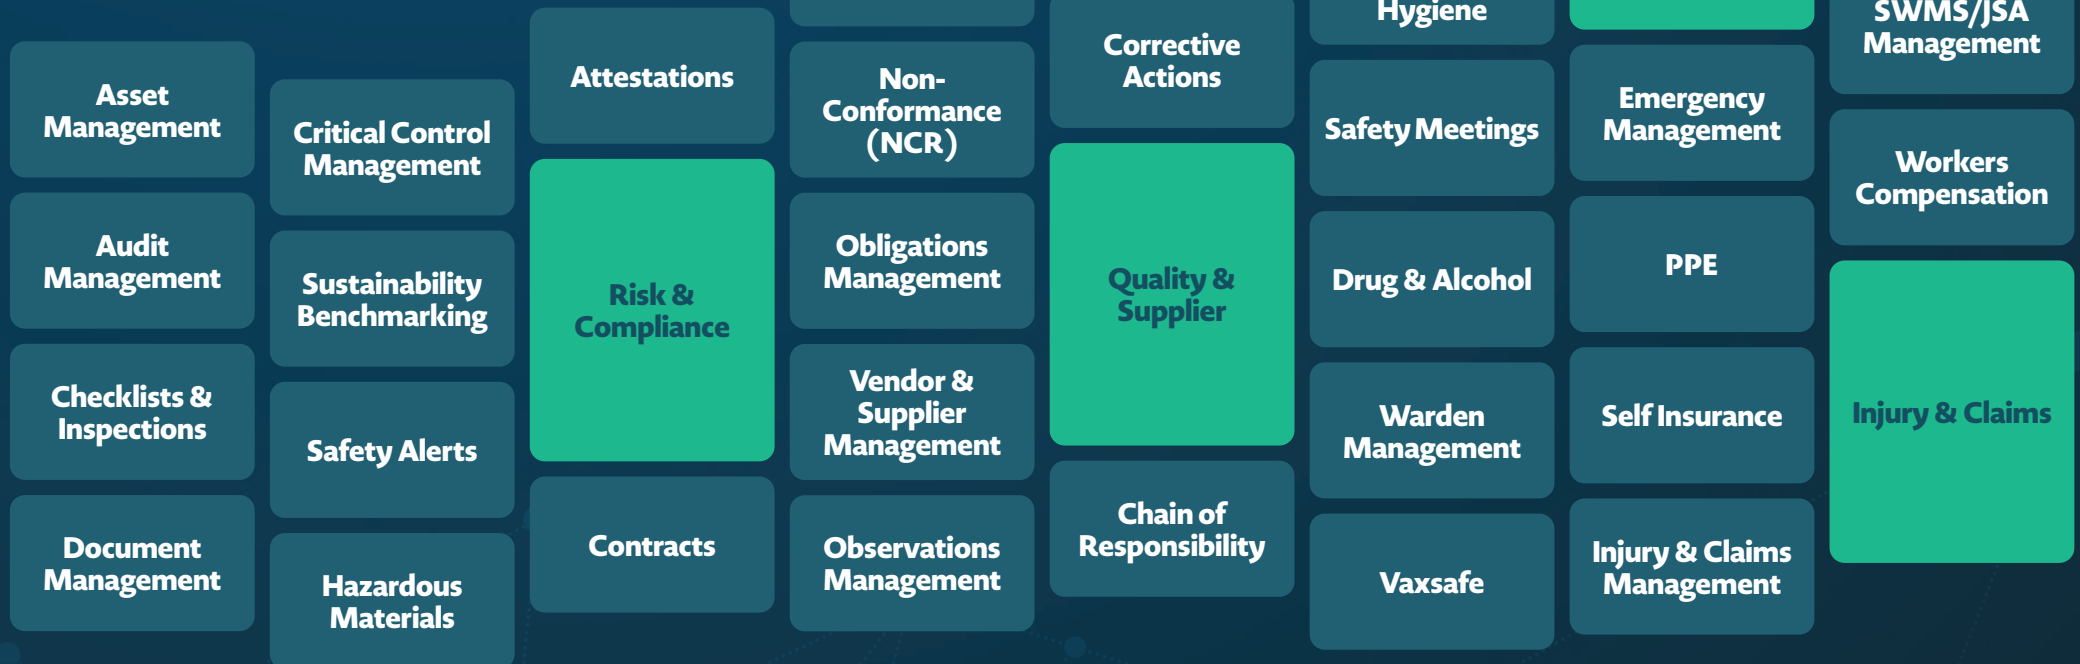 Asset
Management
Audit
Management
Checklists &
Inspections
Document
Management
Critical Control
Management
Sustainability
Benchmarking
Safety Alerts
Hazardous
Materials
Attestations
Risk &
Compliance
Contracts
Non-
Conformance
(NCR)
Obligations
Management
Vendor &
Supplier
Management
Observations
Management
Corrective
Actions
Quality &
Supplier
Chain of
Responsibility
Hygiene
Safety Meetings
Drug & Alcohol
Warden
Management
Vaxsafe
Emergency
Management
PPE
Self Insurance
Injury & Claims
Management
SWMS/JSA
Management
Workers
Compensation
Injury & Claims